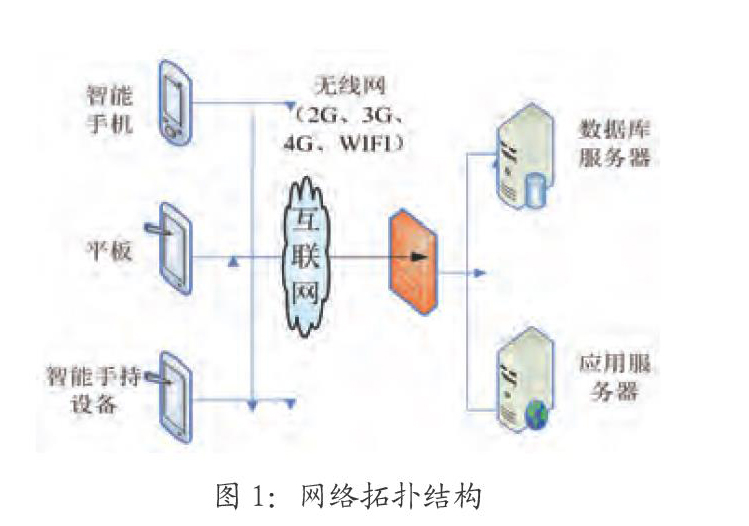 智能
手机
无线网
（2G、3G、
4G、WIFI）
数据库
服务器
平板
互
联
网
智能手持
设备
应用服
务器
图 1：网络拓扑结构